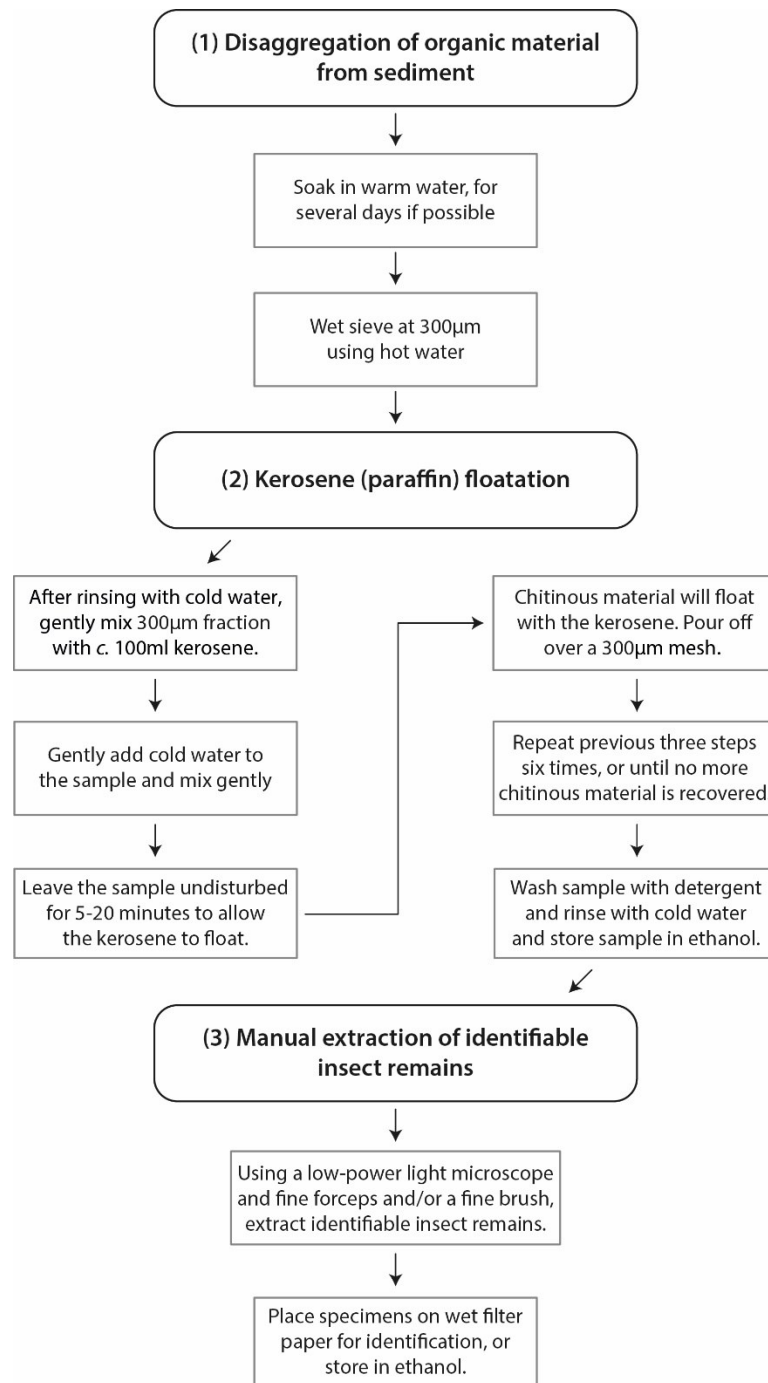 (1) Disaggregation of organic material
from sediment
Soak in warm water, for
several days if possible
Wet sieve at 300μm
using hot water
(2) Kerosene (paraffin) floatation
After rinsing with cold water,
gently mix 300μm fraction
with c. 100ml kerosene.
Gently add cold water to
the sample and mix gently
Leave the sample undisturbed
for 5-20 minutes to allow
the kerosene to float.
Chitinous material will float
with the kerosene. Pour off
over a 300μm mesh.
Repeat previous three steps
six times, or until no more
chitinous material is recovered
Wash sample with detergent
and rinse with cold water
and store sample in ethanol.
(3) Manual extraction of identifiable
insect remains
Using a low-power light microscope
and fine forceps and/or a fine brush,
extract identifiable insect remains.
Place specimens on wet filter
paper for identification, or
store in ethanol.